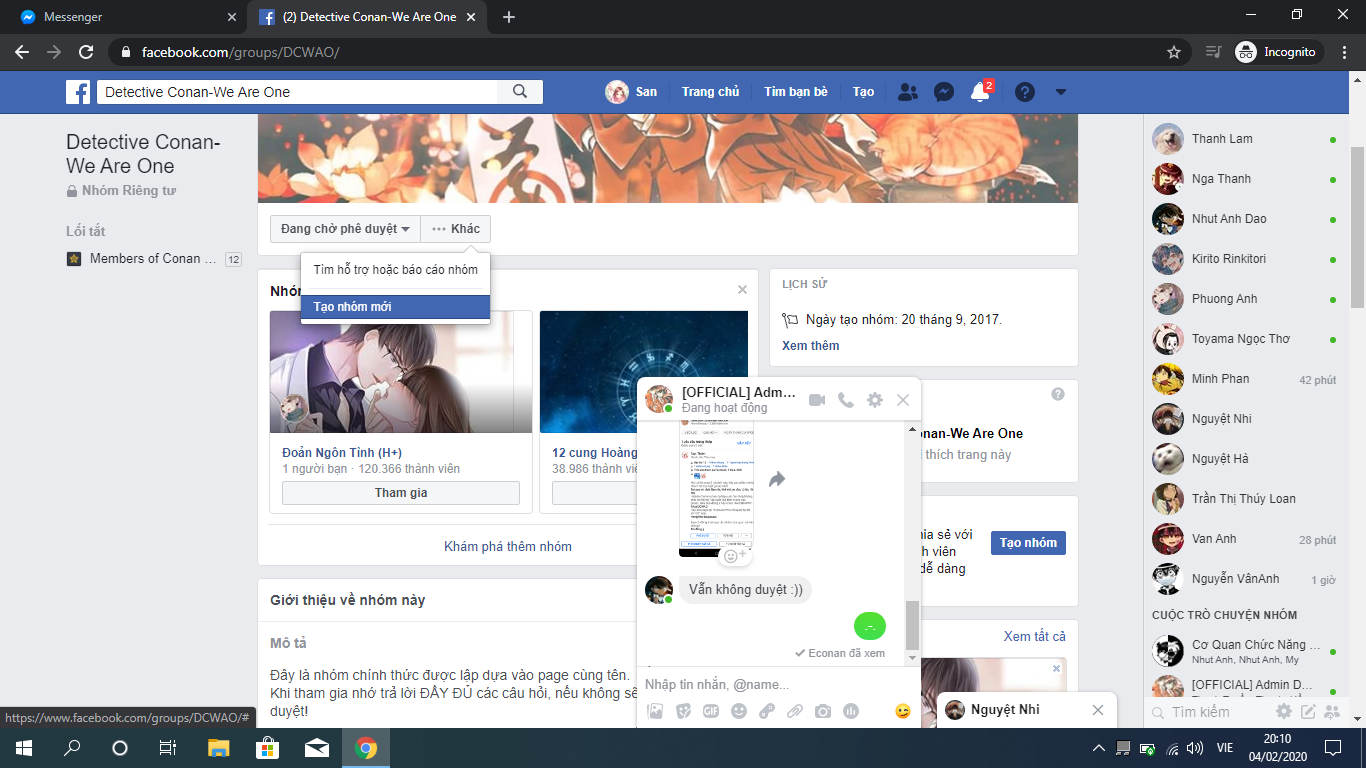 Messenger
(2) Detective Conan-We Are One
facebook.com/groups/DCWAO/
Incognito
Detective Conan-We Are One
San
Trang chủ
Tìm bạn bè
Tạo
2
Detective Conan-
We Are One
Nhóm Riêng tư
Lối tắt
Members of Conan ...
12
Đang chờ phê duyệt
Khác
Tìm hỗ trợ hoặc báo cáo nhóm
Tạo nhóm mới
Nhóm
Đoản Ngôn Tình (H+)
1 người bạn · 120.366 thành viên
Tham gia
12 cung Hoàng
38.986 thành viê
Khám phá thêm nhóm
Giới thiệu về nhóm này
Mô tả
Đây là nhóm chính thức được lập dựa vào page cùng tên.
Khi tham gia nhớ trả lời ĐẦY ĐỦ các câu hỏi, nếu không sẽ
duyệt!
LỊCH SỬ
Ngày tạo nhóm: 20 tháng 9, 2017.
Xem thêm
onan-We Are One
i thích trang này
nia sẻ với
h viên
dễ dàng
Tạo nhóm
Xem tất cả
[OFFICIAL] Adm...
Đang hoạt động
Vẫn không duyệt :))
.-.
Econan đã xem
Nhập tin nhắn, @name...
GIF
Nguyệt Nhi
Thanh Lam
Nga Thanh
Nhut Anh Dao
Kirito Rinkitori
Phuong Anh
Toyama Ngọc Thơ
Minh Phan
42 phút
Nguyệt Nhi
Nguyệt Hả
Trần Thị Thúy Loan
Van Anh
28 phút
Nguyễn VânAnh
1 giờ
CUỘC TRÒ CHUYỆN NHÓM
Cơ Quan Chức Năng ...
Nhut Anh, Nhut Anh, My
[OFFICIAL] Admin D...
Tìm kiếm
https://www.facebook.com/groups/DCWAO/#
VIE
20:10
04/02/2020